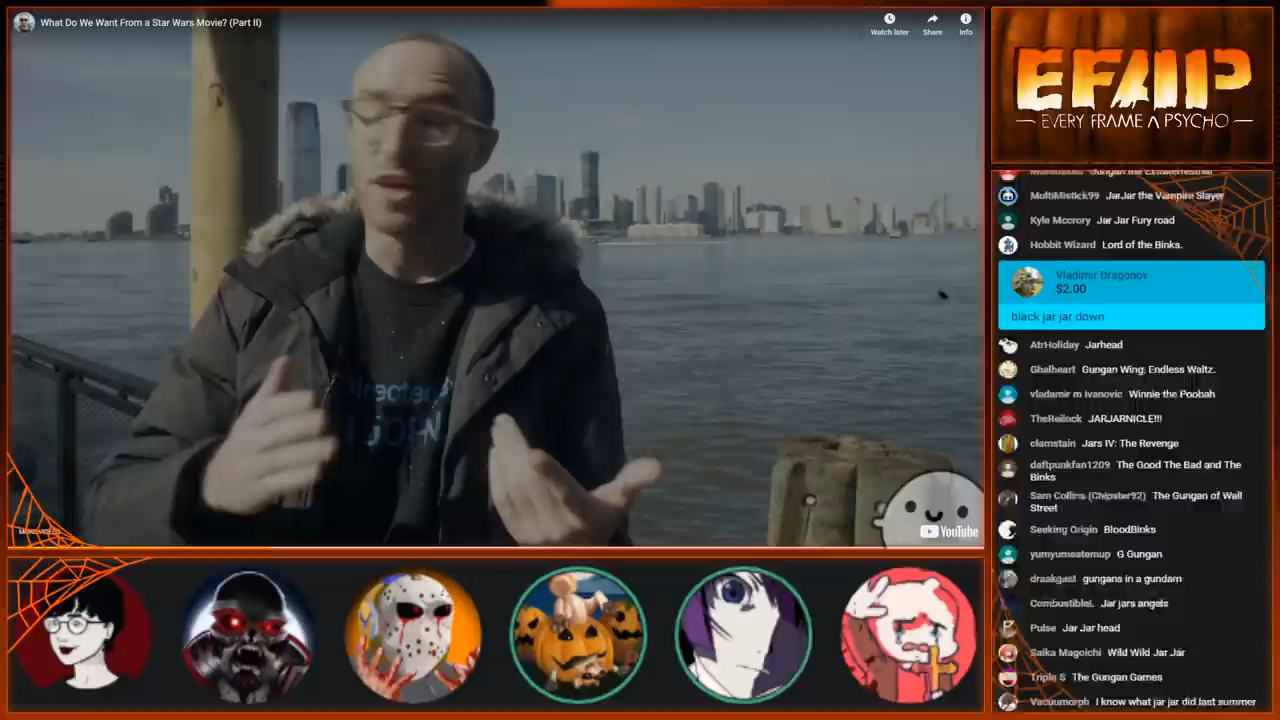 What Do We Want From a Star Wars Movie? (Part II)
Watch later
Share
Info
Directed By
JOHN
YouTube
EFAP
EVERY FRAME A PSYCHO
MultiMistick99 JarJar the Vampire Slayer
Kyle Mccrory Jar Jar Fury road
Hobbit Wizard Lord of the Binks.
Vladimir Dragonov
$2.00
black jar jar down
AtrHoliday Jarhead
Ghalheart Gungan Wing; Endless Waltz.
vladimir m Ivanovic Winnie the Poobah
TheReilock JARJARNICLE!!!
clamstain Jars IV: The Revenge
daftpunkfan1209 The Good The Bad and The
Binks
Sam Collins (Chipster92) The Gungan of Wall
Street
Seeking Origin BloodBinks
yumyumeatemup G Gungan
draakgast gungans in a gundam
Combustible!. Jar jars angels
Pulse Jar Jar head
Saika Magoichi Wild Wiki Jar Jar
Triple S The Gungan Games
Vacuumorph I know what jar jar did last summer